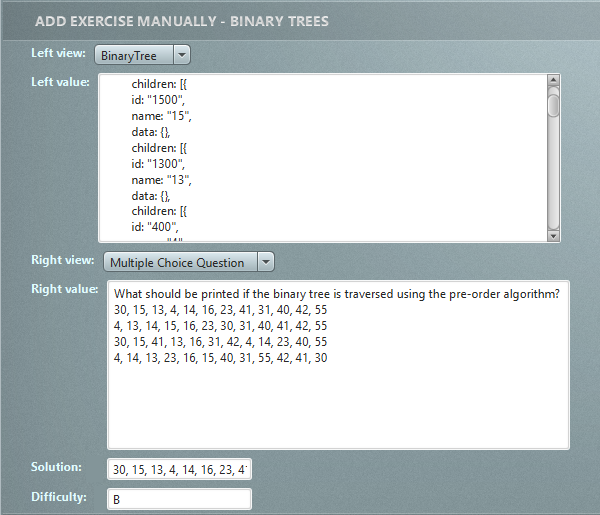 ADD EXERCISE MANUALLY - BINARY TREES
Left view: BinaryTree
Left value:
children: [{
id: "1500",
name: "15",
data: {},
children: [{
id: "1300",
name: "13",
data: {},
children: [{
id: "400",
Right view: Multiple Choice Question
Right value:
What should be printed if the binary tree is traversed using the pre-order algorithm?
30, 15, 13, 4, 14, 16, 23, 41, 31, 40, 42, 55
4, 13, 14, 15, 16, 23, 30, 31, 40, 41, 42, 55
30, 15, 41, 13, 16, 31, 42, 4, 14, 23, 40, 55
4, 14, 13, 23, 16, 15, 40, 31, 55, 42, 41, 30
Solution: 30, 15, 13, 4, 14, 16, 23, 4
Difficulty: B